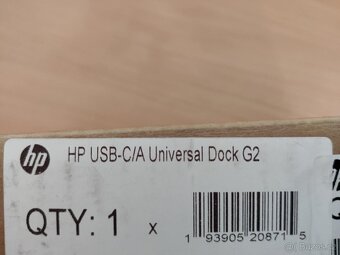 hp HP USB-C/A Universal Dock G2
QTY: 1 x
1 93905 20871 5